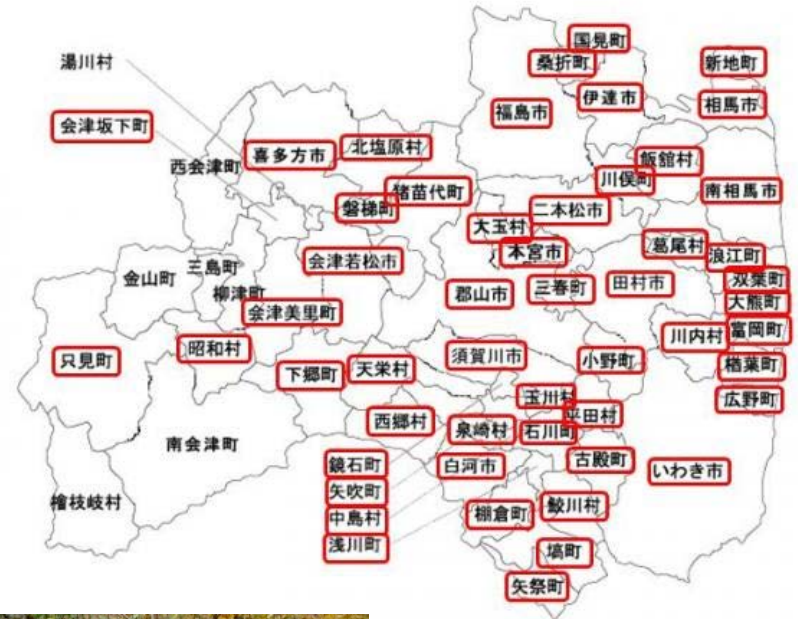 国見町
桑折町
新地町
湯川村
伊達市
相馬市
福島市
会津坂下町
北塩原村
喜多方市
飯舘村
西会津町
川俣町
猪苗代町
南相馬市
磐梯町
二本松市
大玉村
葛尾村
本宮市
浪江町
会津若松市
三島町
金山町
双葉町
田村市
三春町
柳津町
郡山市
大熊町
会津美里町
富岡町
川内村
昭和村
須賀川市
只見町
小野町
楢葉町
天栄村
下郷町
玉川村
広野町
平田村
西郷村
泉崎村
石川町
南会津町
古殿町
鏡石町
白河市
いわき市
矢吹町
檜枝岐村
鮫川村
棚倉町
中島村
浅川町
塙町
矢祭町